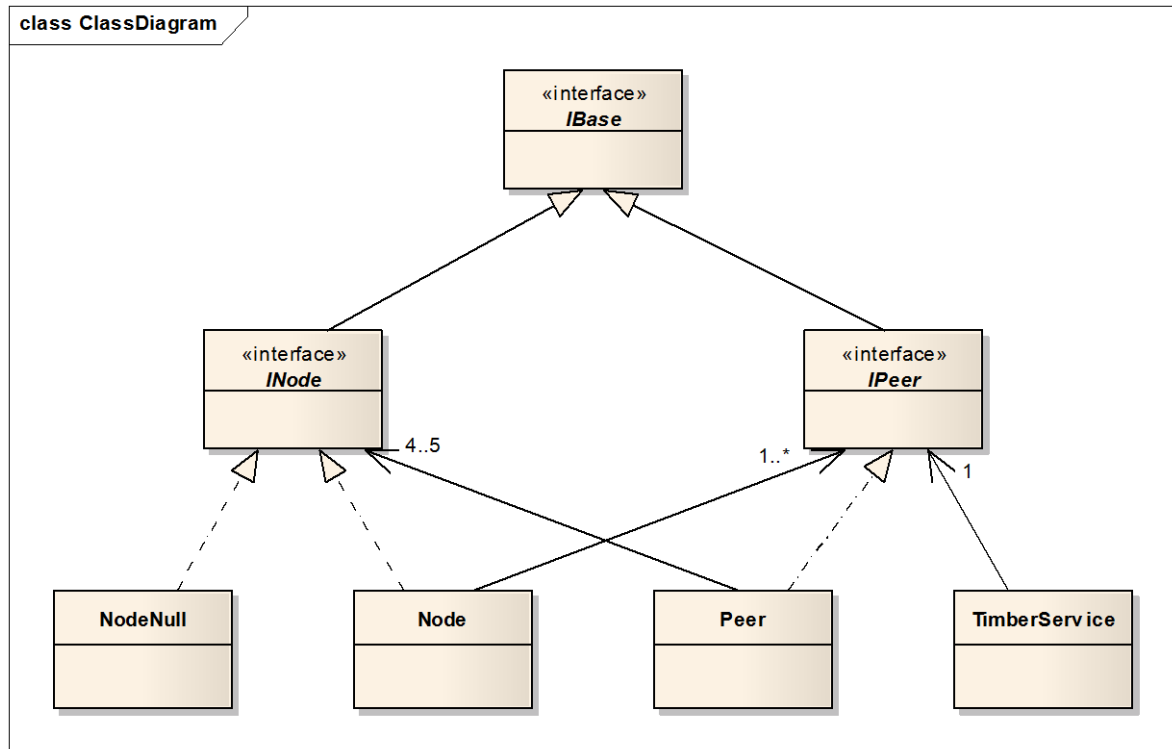 class ClassDiagram
«interface»
IBase
«interface»
INode
«interface»
IPeer
4..5
1..*
1
NodeNull
Node
Peer
TimberService